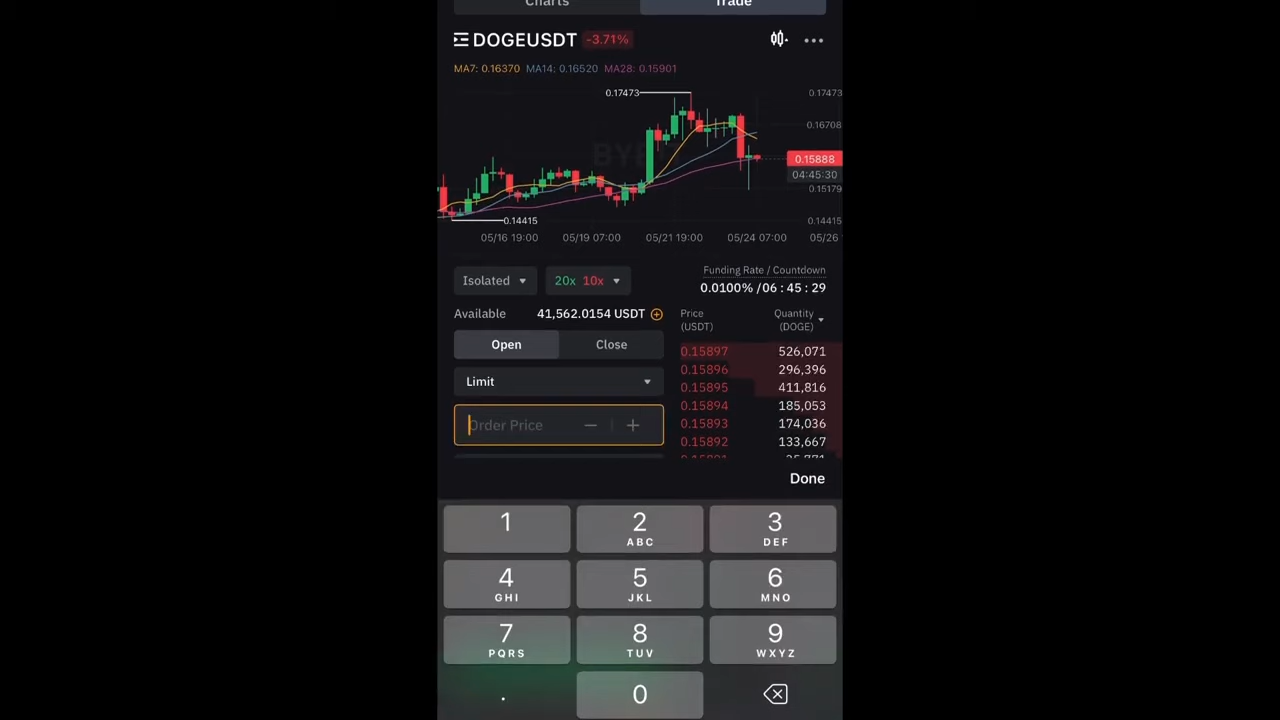 Charts Trade
DOGEUSDT -3.71%
MA7: 0.16370 MA14: 0.16520 MA28: 0.15901
0.17473 0.17473
0.16708
0.15888
04:45:30
0.15179
0.14415 0.14415
05/16 19:00 05/19 07:00 05/21 19:00 05/24 07:00 05/26
Isolated 20x 10x
Funding Rate / Countdown
0.0100% /06 : 45 : 29
Available 41,562.0154 USDT
Price
(USDT)
Quantity
(DOGE)
Open Close
Limit
Order Price
0.15897 526,071
0.15896 296,396
0.15895 411,816
0.15894 185,053
0.15893 174,036
0.15892 133,667
Done
1
2
ABC
3
DEF
4
GHI
5
JKL
6
MNO
7
PQRS
8
TUV
9
WXYZ
.
0